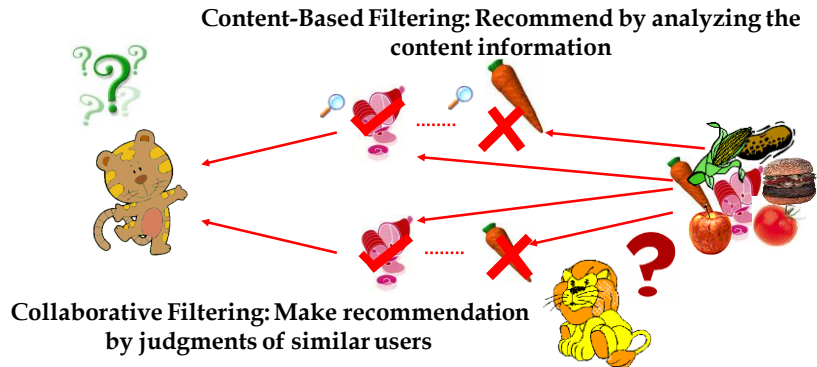 Content-Based Filtering: Recommend by analyzing the
content information
Collaborative Filtering: Make recommendation
by judgments of similar users